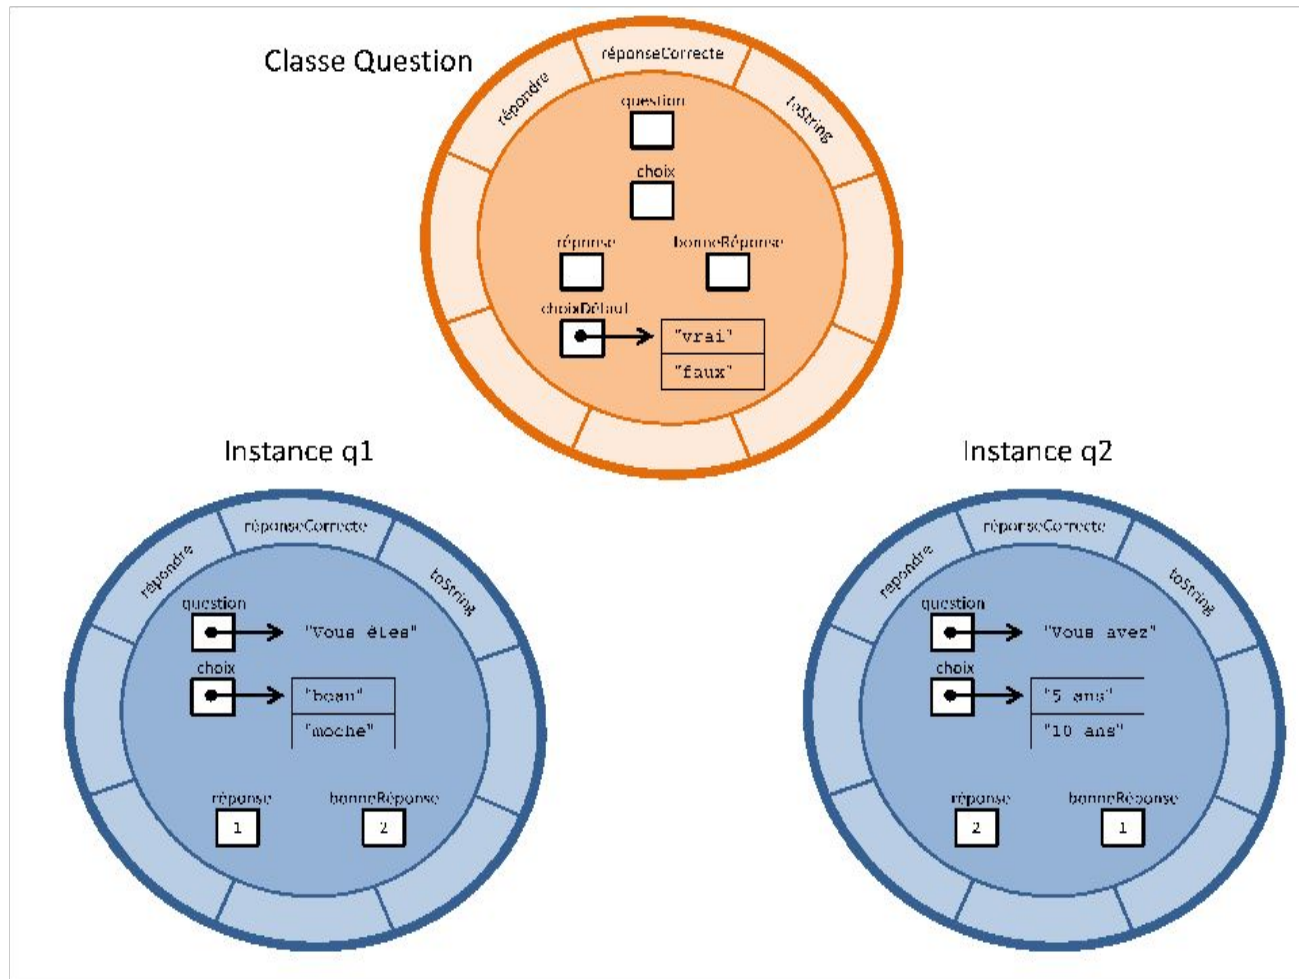 Classe Question
répondre
réponseCorrecte
toString
question
choix
réponse
bonneRéponse
choixDéfaut
"vrai"
"faux"
Instance q1
Instance q2
répondre
réponseCorrecte
toString
question
"Vous êtes"
choix
"beau"
"moche"
réponse
bonneRéponse
1
2
répondre
réponseCorrecte
toString
question
"Vous avez"
choix
"5 ans"
"10 ans"
réponse
bonneRéponse
2
1